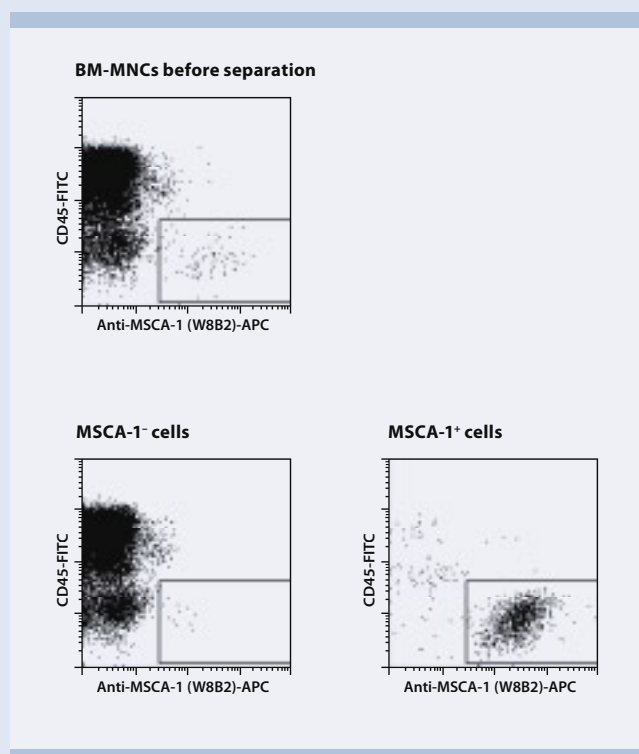 BM-MNCs before separation
CD45-FITC
Anti-MSCA-1 (W8B2)-APC
MSCA-1⁻ cells
CD45-FITC
Anti-MSCA-1 (W8B2)-APC
MSCA-1⁺ cells
CD45-FITC
Anti-MSCA-1 (W8B2)-APC